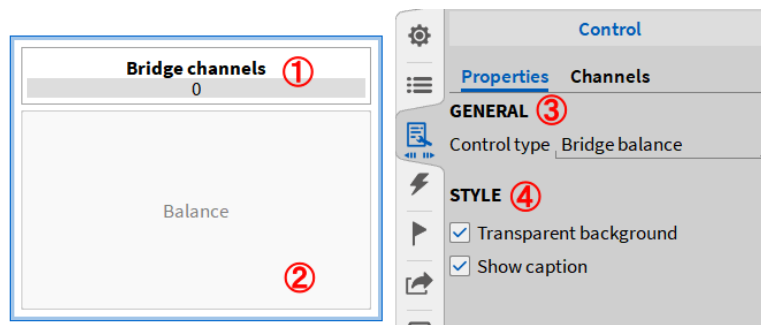 Bridge channels ①
0
Balance
②
Control
Properties Channels
GENERAL ③
Control type Bridge balance
STYLE ④
Transparent background
Show caption